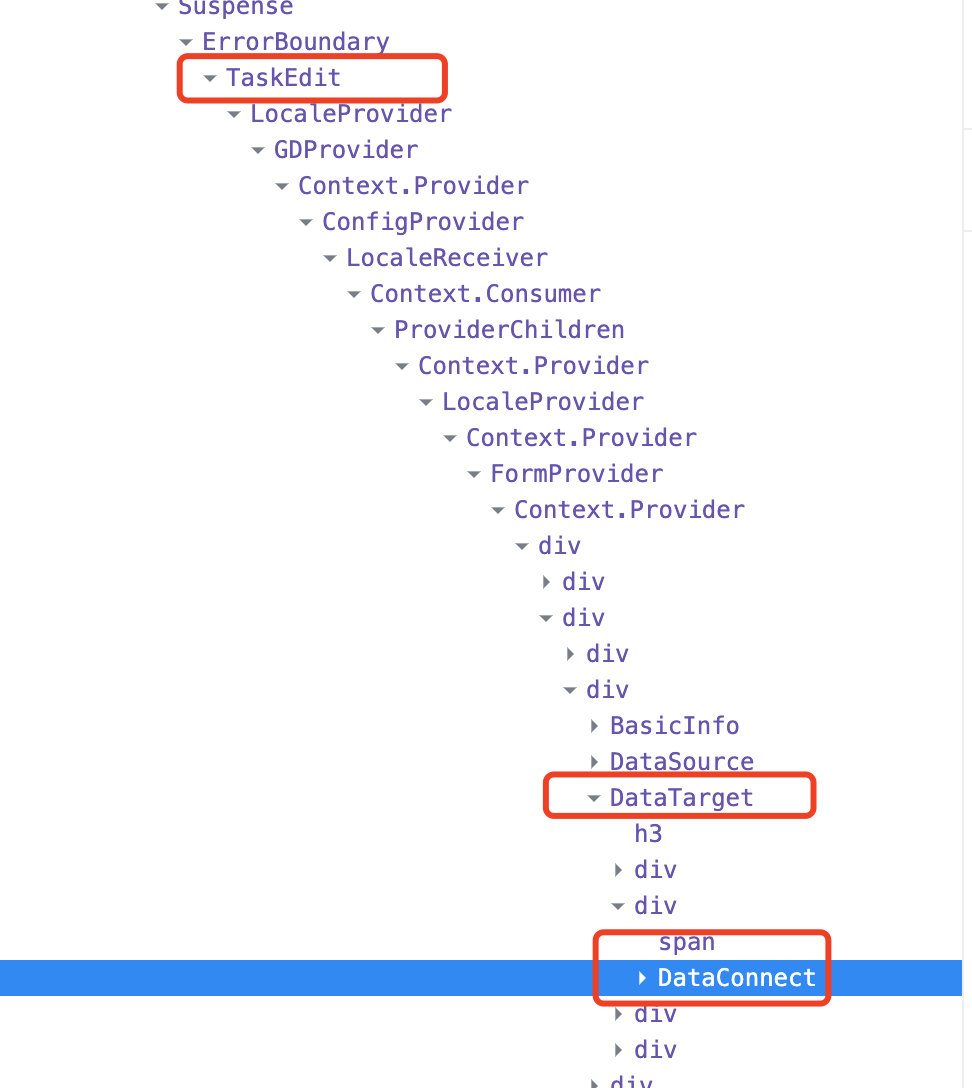 Suspense
ErrorBoundary
TaskEdit
LocaleProvider
GDProvider
Context.Provider
ConfigProvider
LocaleReceiver
Context.Consumer
ProviderChildren
Context.Provider
LocaleProvider
Context.Provider
FormProvider
Context.Provider
div
div
div
div
div
BasicInfo
DataSource
DataTarget
h3
div
div
span
DataConnect
div
div
div